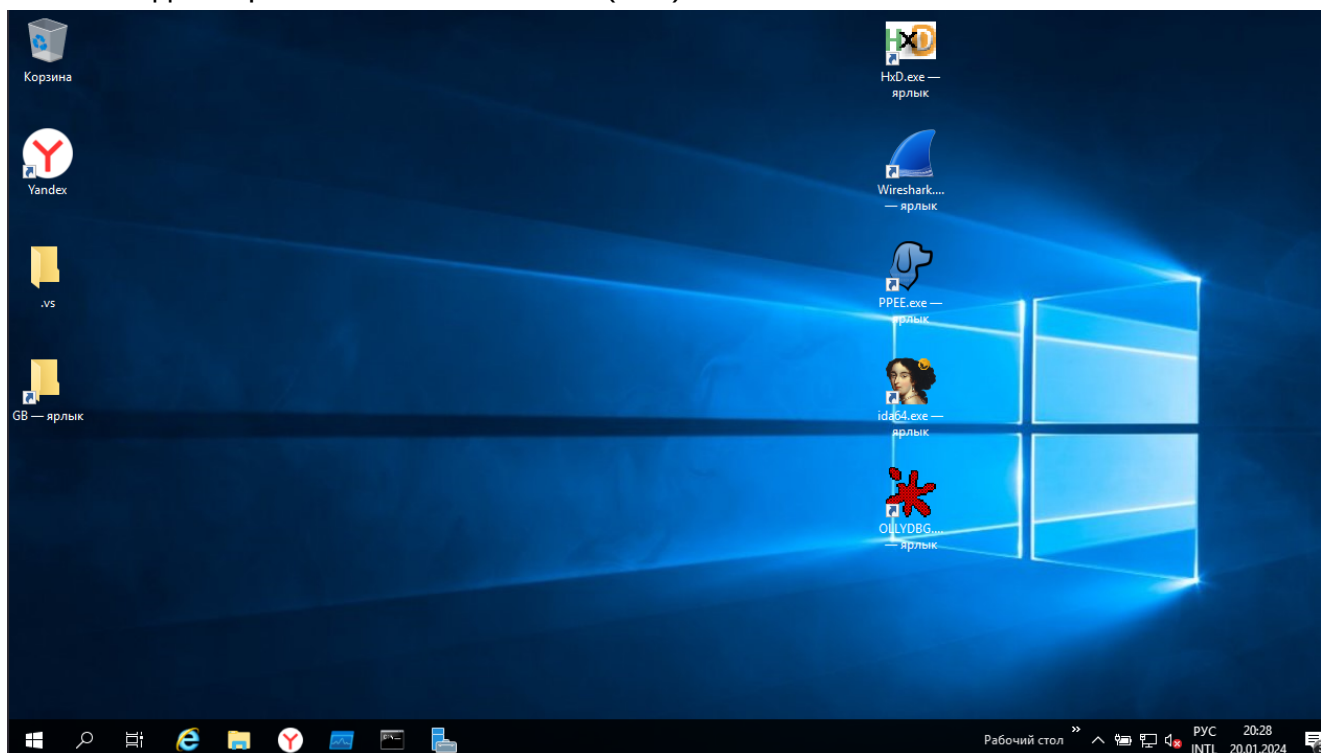 Корзина
Yandex
.vs
GB — ярлык
HxD.exe —
ярлык
Wireshark....
— ярлык
PPEE.exe —
ярлык
ida64.exe —
ярлык
OLLYDBG....
— ярлык
Рабочий стол
РУС
INTL
20:28
20.01.2024